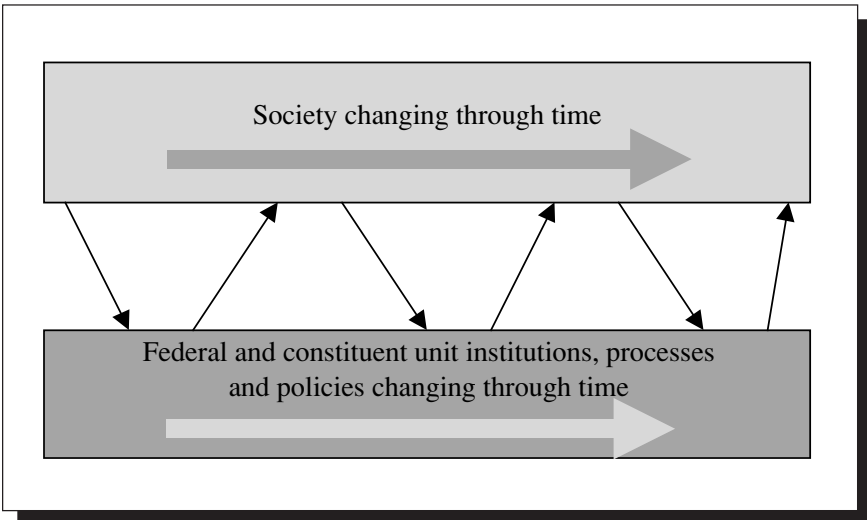 Society changing through time
Federal and constituent unit institutions, processes
and policies changing through time